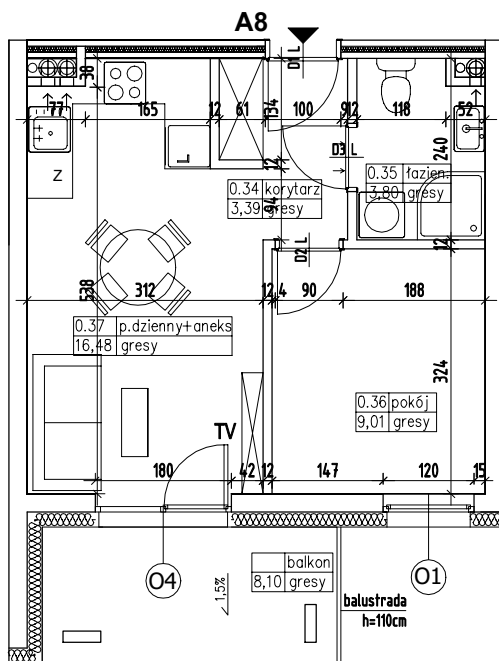 A8
D1 L
38
77 165 12 61 134 100 9 12 118 52
12
D3 L
240
L
Z
0.34 korytarz
3,39 gresy
94
0.35 łazien.
3,80 gresy
12
D2 L
538
312 12 4 90 188
0.37 p.dzienny+aneks
16,48 gresy
324
0.36 pokój
9,01 gresy
TV
180 42 12 147 120 15
O4
O1
1,5%
balkon
8,10 gresy
balustrada
h=110cm